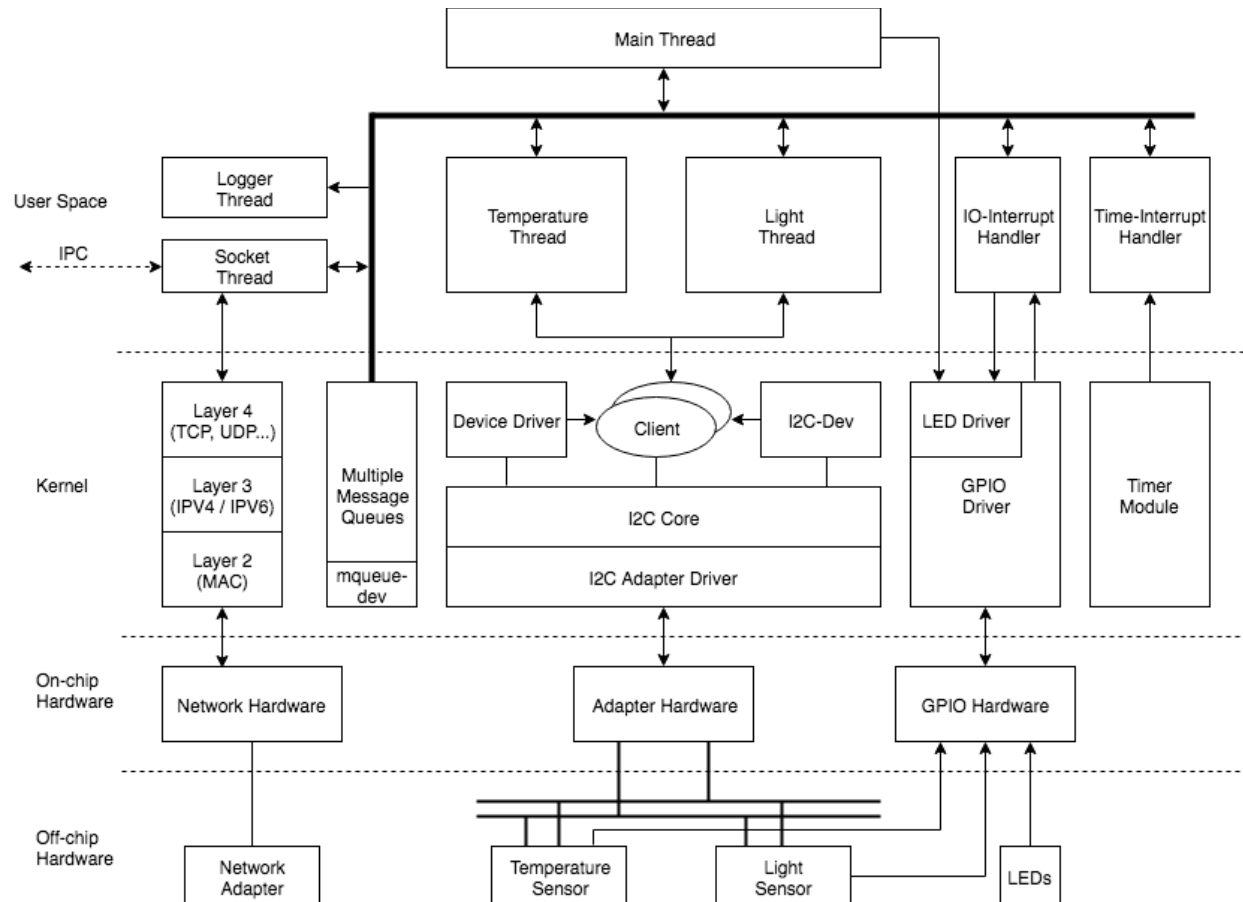 Main Thread
User Space
Logger
Thread
Temperature
Thread
Light
Thread
IO-Interrupt
Handler
Time-Interrupt
Handler
IPC
Socket
Thread
Kernel
Layer 4
(TCP, UDP...)
Layer 3
(IPV4 / IPV6)
Layer 2
(MAC)
Multiple
Message
Queues
mqueue-
dev
Device Driver
Client
I2C-Dev
I2C Core
I2C Adapter Driver
LED Driver
GPIO
Driver
Timer
Module
On-chip
Hardware
Network Hardware
Adapter Hardware
GPIO Hardware
Off-chip
Hardware
Network
Adapter
Temperature
Sensor
Light
Sensor
LEDs